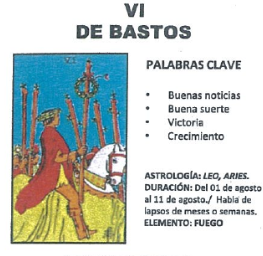 VI
DE BASTOS
VI
PALABRAS CLAVE
• Buenas noticias
• Buena suerte
• Victoria
• Crecimiento
ASTROLOGÍA: LEO, ARIES.
DURACIÓN: Del 01 de agosto
al 11 de agosto./ Habla de
lapsos de meses o semanas.
ELEMENTO: FUEGO